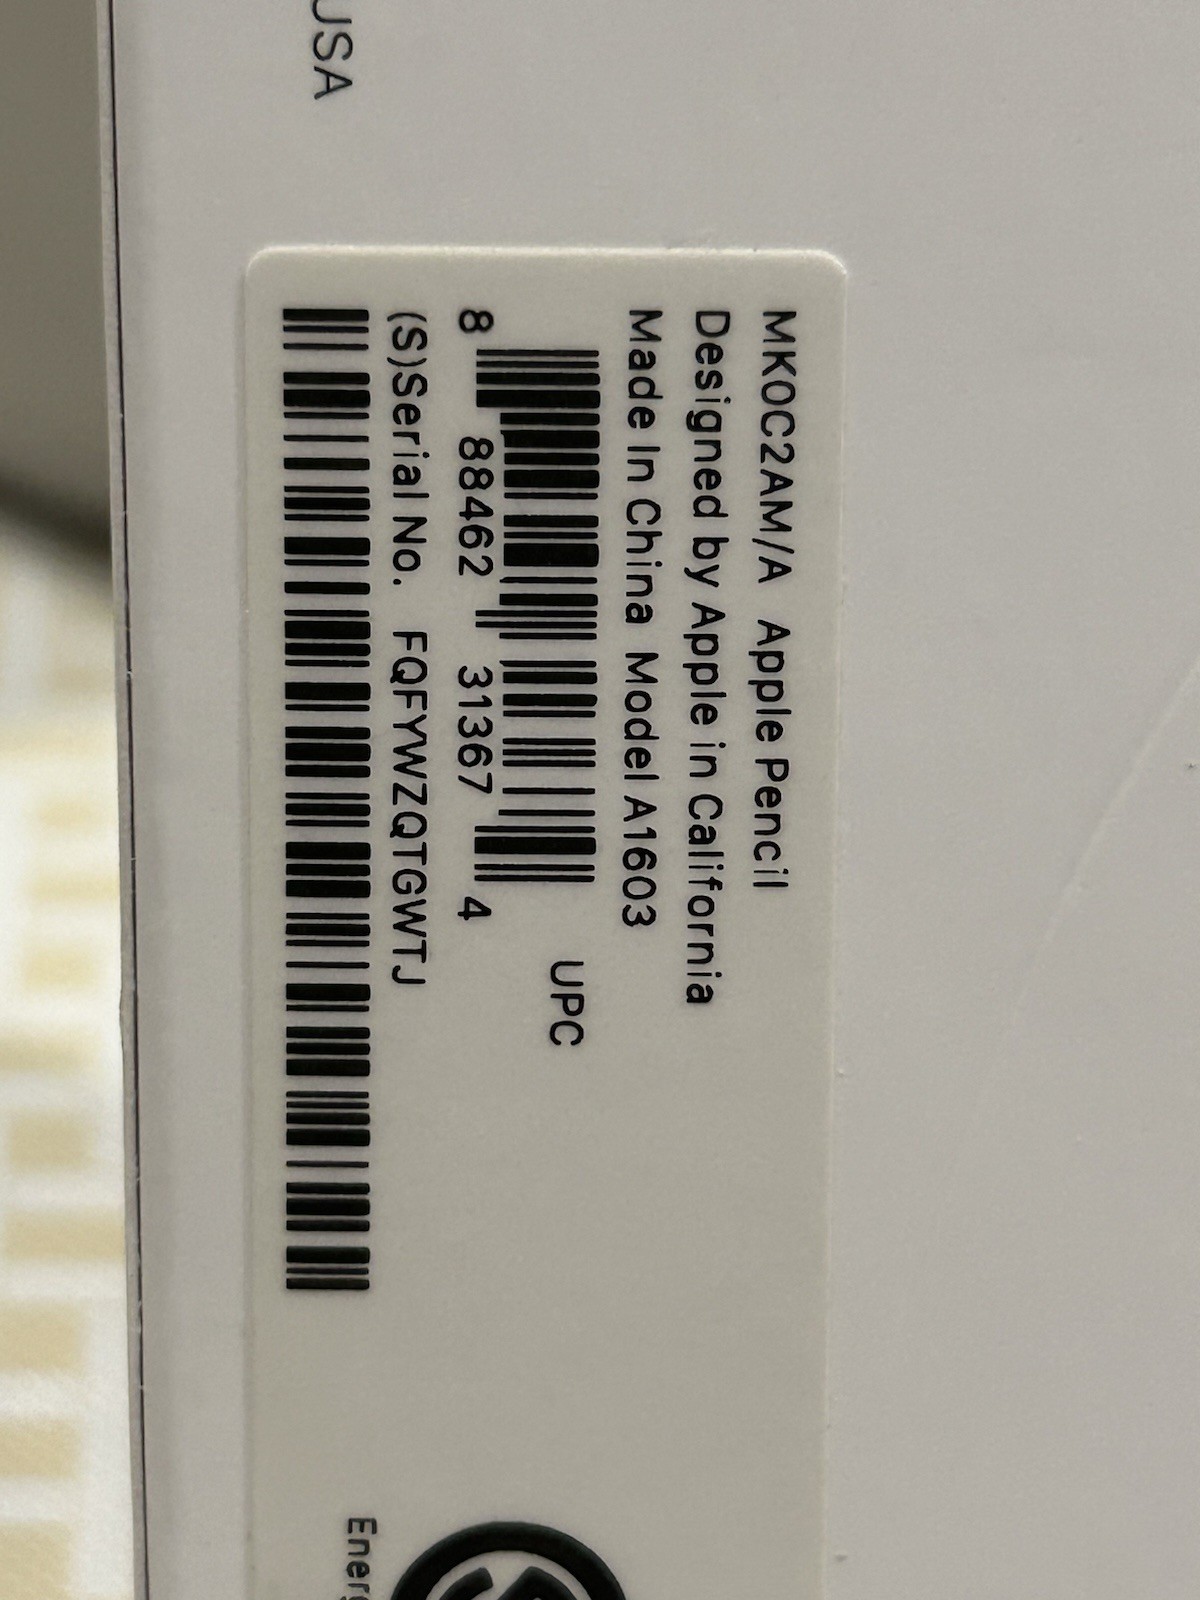 USA
MK0C2AM/A Apple Pencil
Designed by Apple in California
Made In China Model A1603
UPC
8 88462 31367 4
(S)Serial No. FQFYWZQTGWTJ